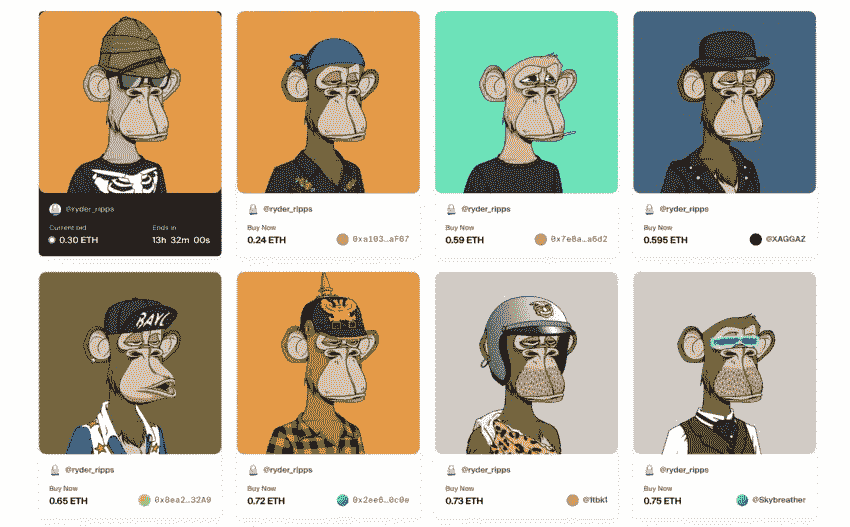 @ryder_ripps
Current bid Ends in
0.30 ETH 13h 32m 00s
@ryder_ripps
Buy Now
0.24 ETH 0xa103…aF07
@ryder_ripps
Buy Now
0.59 ETH 0x7e8a…a6d2
@ryder_ripps
Buy Now
0.595 ETH @XAGGAZ
BAYC
@ryder_ripps
Buy Now
0.65 ETH 0x8ea2…32A9
@ryder_ripps
Buy Now
0.72 ETH 0x2ee6…0c0e
@ryder_ripps
Buy Now
0.73 ETH
@ryder_ripps
Buy Now
0.75 ETH @Skybreather